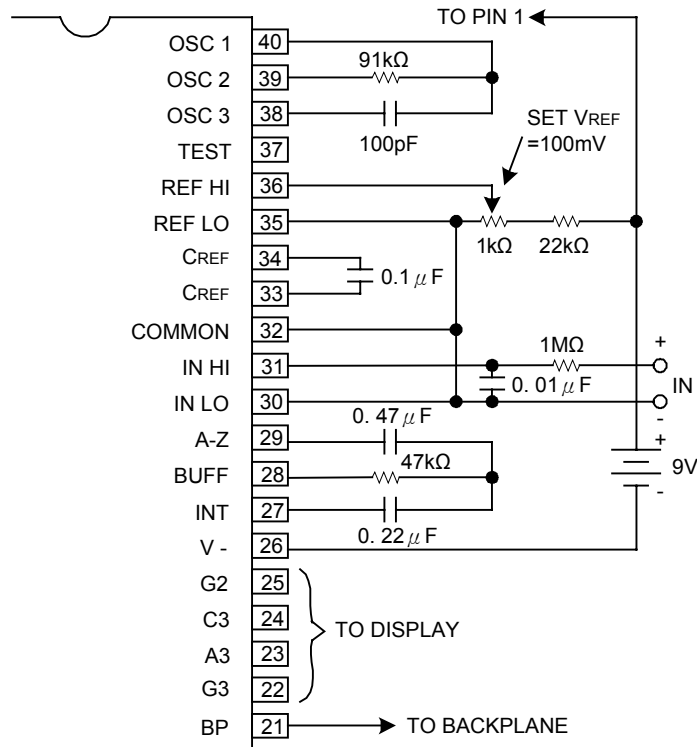 TO PIN 1
OSC 1 40
91kΩ
OSC 2 39
OSC 3 38
100pF
SET VREF
=100mV
TEST 37
REF HI 36
REF LO 35
1kΩ 22kΩ
CREF 34
0.1μF
CREF 33
COMMON 32
1MΩ +
IN HI 31
0.01μF IN
IN LO 30
-
0.47μF
A-Z 29
+
47kΩ
BUFF 28
9V
-
INT 27
0.22μF
V - 26
G2 25
C3 24
TO DISPLAY
A3 23
G3 22
BP 21 TO BACKPLANE